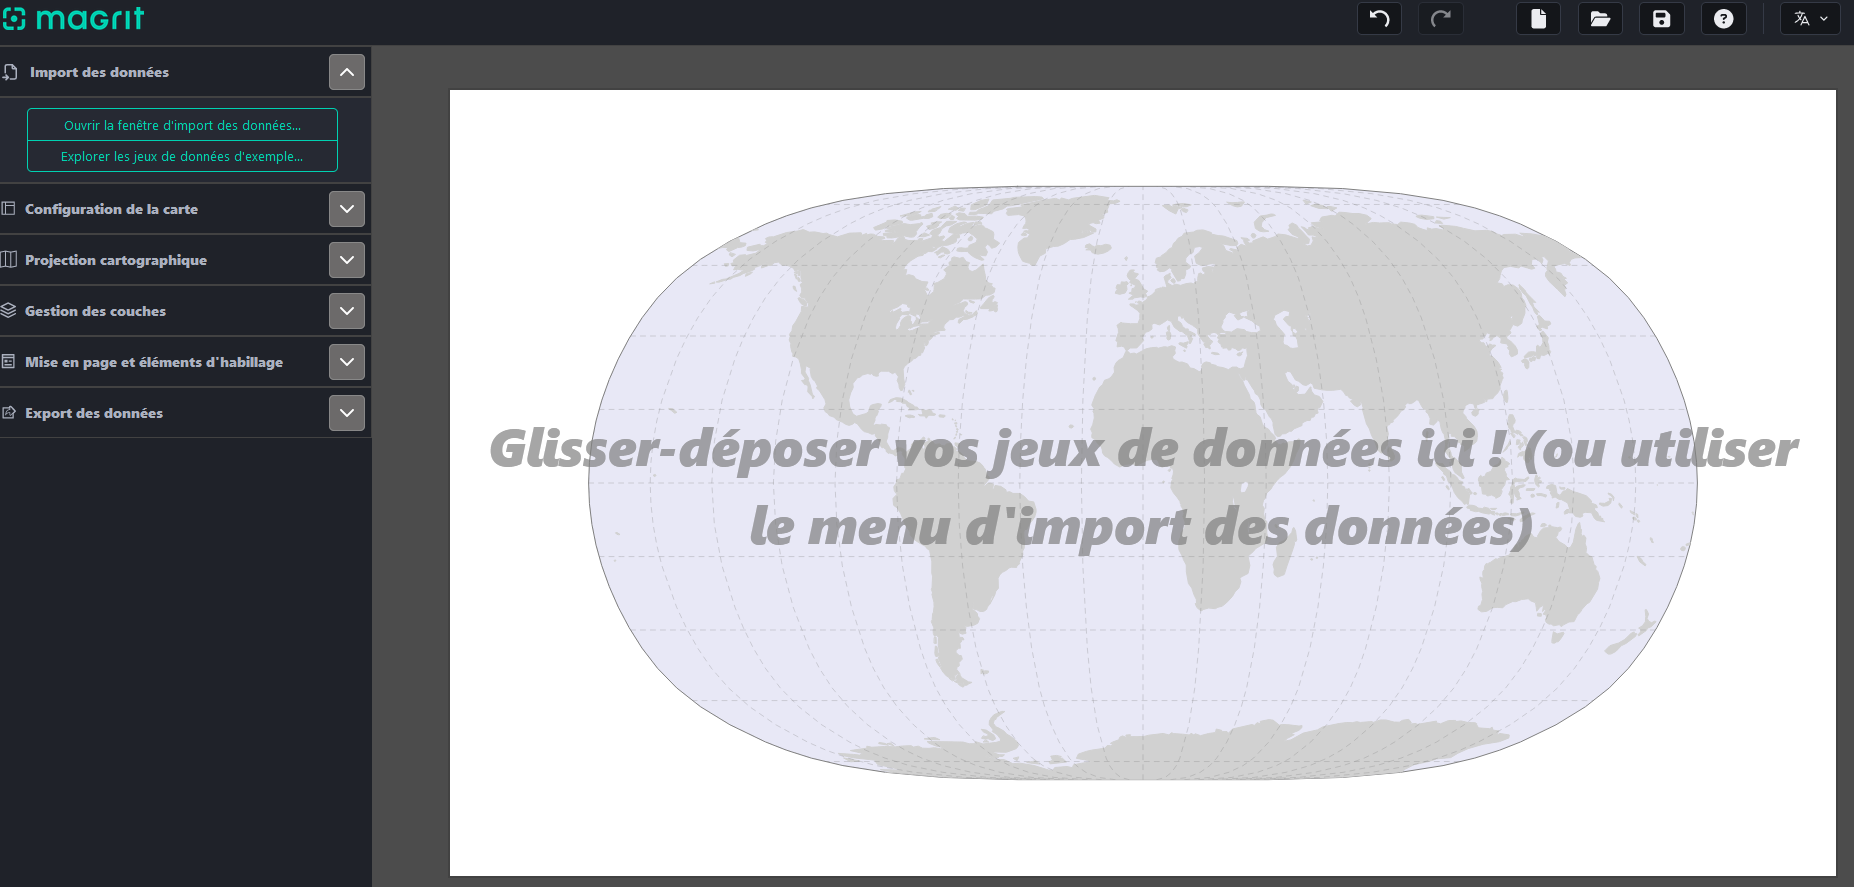 magrit
Import des données
Ouvrir la fenêtre d'import des données...
Explorer les jeux de données d'exemple...
Configuration de la carte
Projection cartographique
Gestion des couches
Mise en page et éléments d'habillage
Export des données
Glisser-déposer vos jeux de données ici ! (ou utiliser
le menu d'import des données)